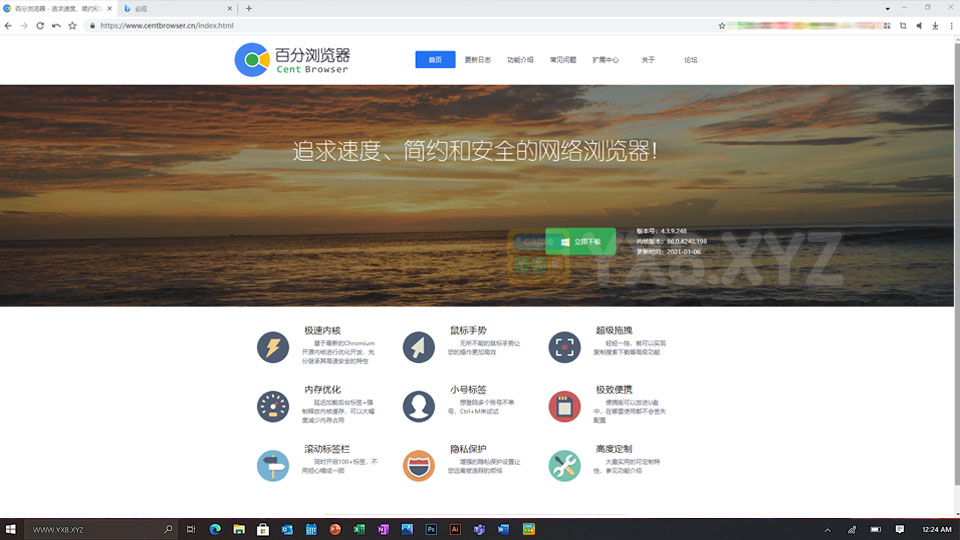 百分浏览器 - 追求速度、简约和
必应
https://www.centbrowser.cn/index.html
百分浏览器
Cent Browser
首页 更新日志 功能介绍 常见问题 扩展中心 关于 论坛
追求速度、简约和安全的网络浏览器!
立即下载
版本号：4.3.9.248
内核版本：86.0.4240.198
更新时间：2021-01-06
YX8.XYZ
极速内核
基于最新的Chromium
开源内核进行优化开发，充
分继承其高速安全的特性
鼠标手势
无所不能的鼠标手势让
您的操作更加高效
超级拖拽
轻轻一拖，就可以实现
复制搜索下载等高级功能
内存优化
延迟加载后台标签+强
制释放内核缓存，可以大幅
度减少内存占用
小号标签
想登陆多个账号不串
号，Ctrl+M来试试
极致便携
便携版可以放进U盘
中，在哪里使用都不会丢失
配置
滚动标签栏
同时开启100+标签，不
用担心缩成一团
隐私保护
增强的隐私保护设置让
您远离被追踪的烦恼
高度定制
大量实用的可定制特
性，参见功能介绍
WWW.YX8.XYZ
12:24 AM